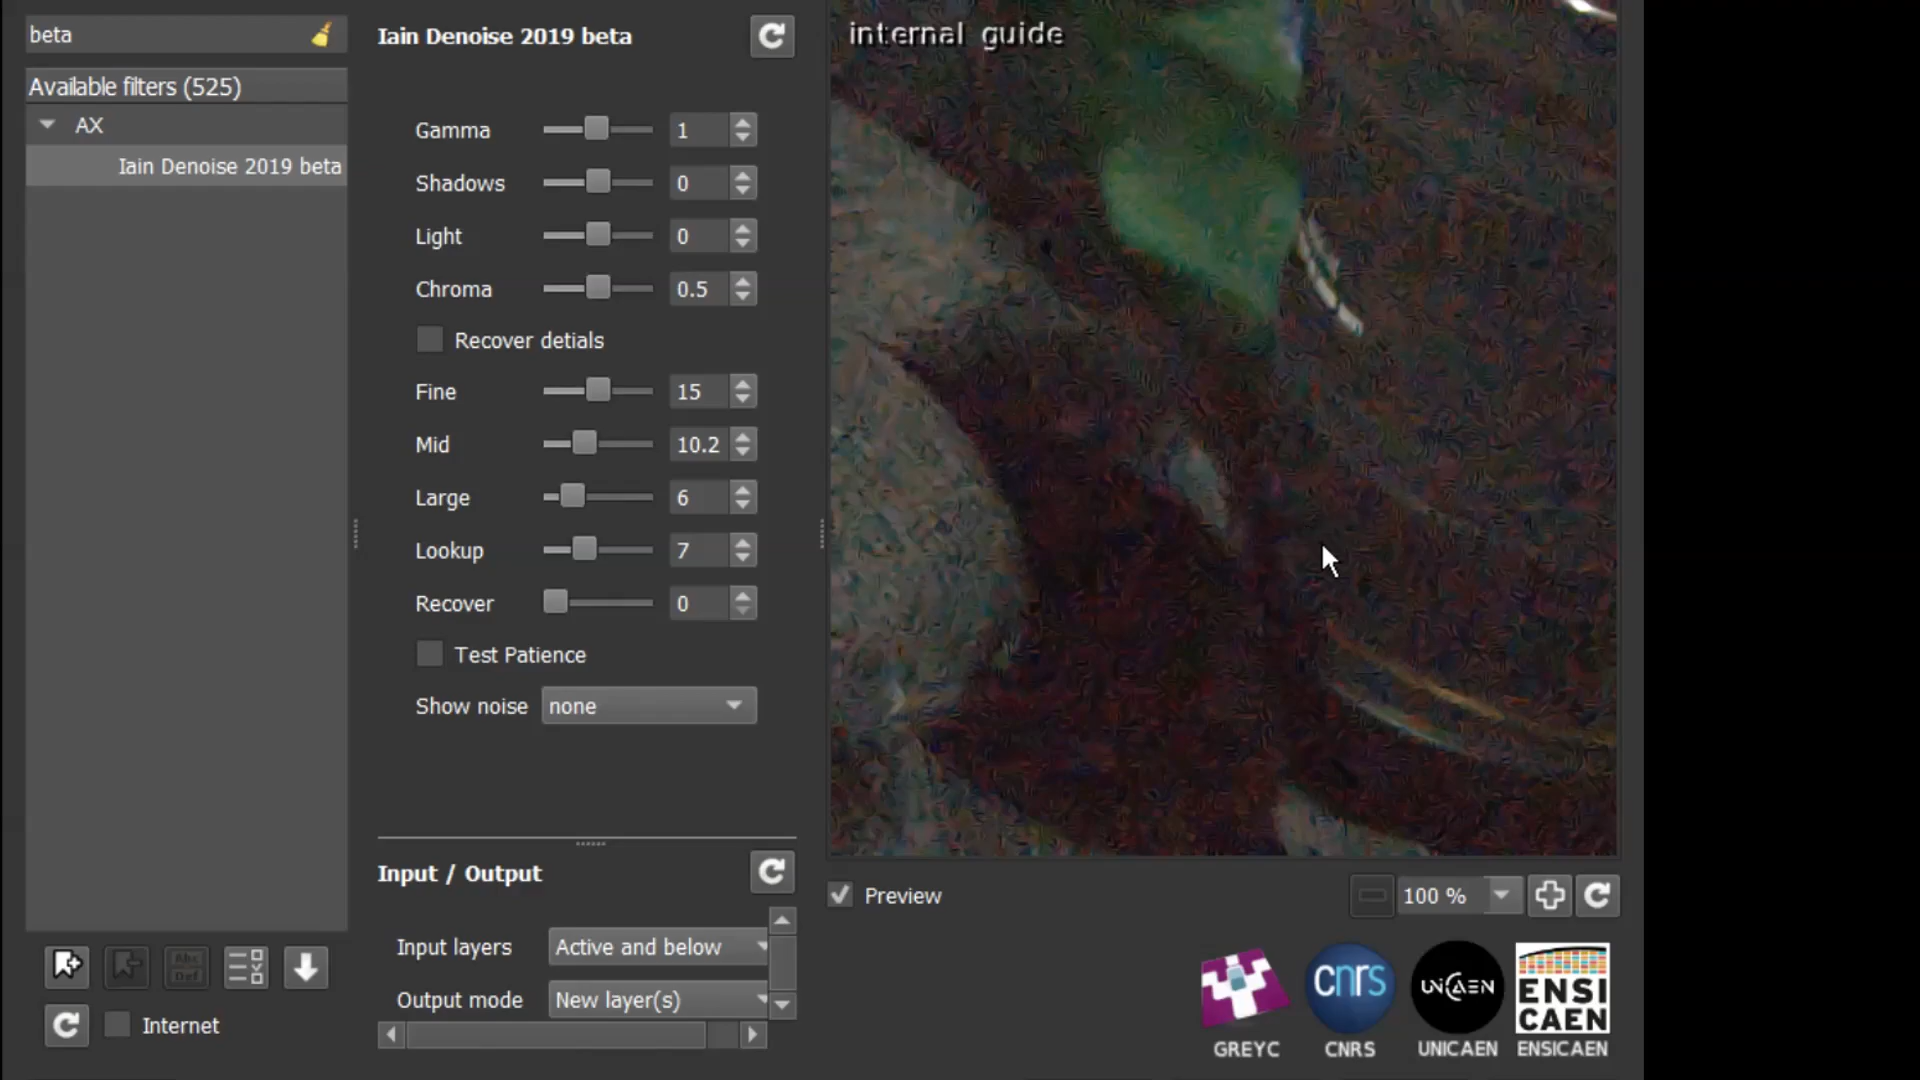 beta
Available filters (525)
AX
Iain Denoise 2019 beta
Internet
Iain Denoise 2019 beta
Gamma 1
Shadows 0
Light 0
Chroma 0.5
Recover detials
Fine 15
Mid 10.2
Large 6
Lookup 7
Recover 0
Test Patience
Show noise none
Input / Output
Input layers Active and below
Output mode New layer(s)
internal guide
Preview
100 %
cnrs
UNICAEN
ENSI
CAEN
GREYC CNRS UNICAEN ENSICAEN